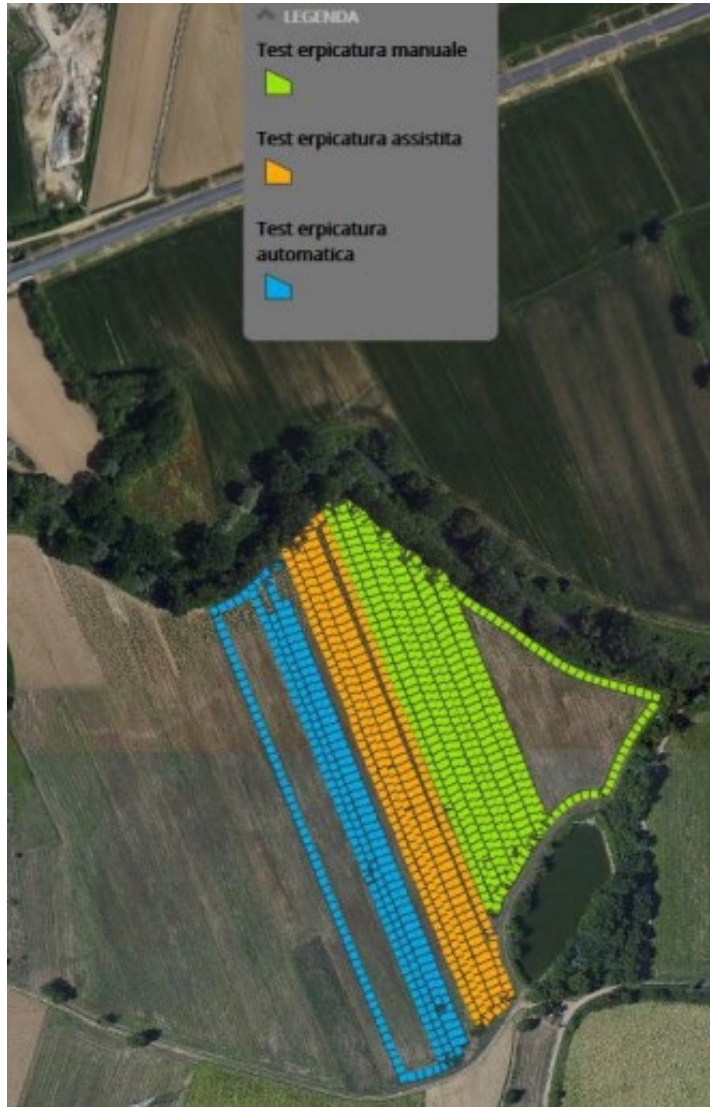 LEGENDA
Test erpicatura manuale
Test erpicatura assistita
Test erpicatura
automatica